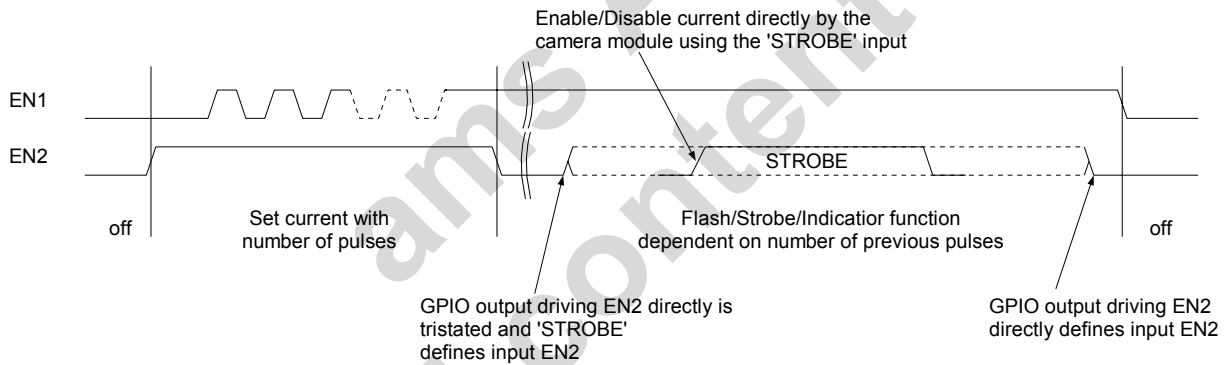 Enable/Disable current directly by the
camera module using the 'STROBE' input
EN1
EN2
STROBE
off
Set current with
number of pulses
Flash/Strobe/Indicatior function
dependent on number of previous pulses
off
GPIO output driving EN2 directly is
tristated and 'STROBE'
defines input EN2
GPIO output driving EN2
directly defines input EN2
ams A
content